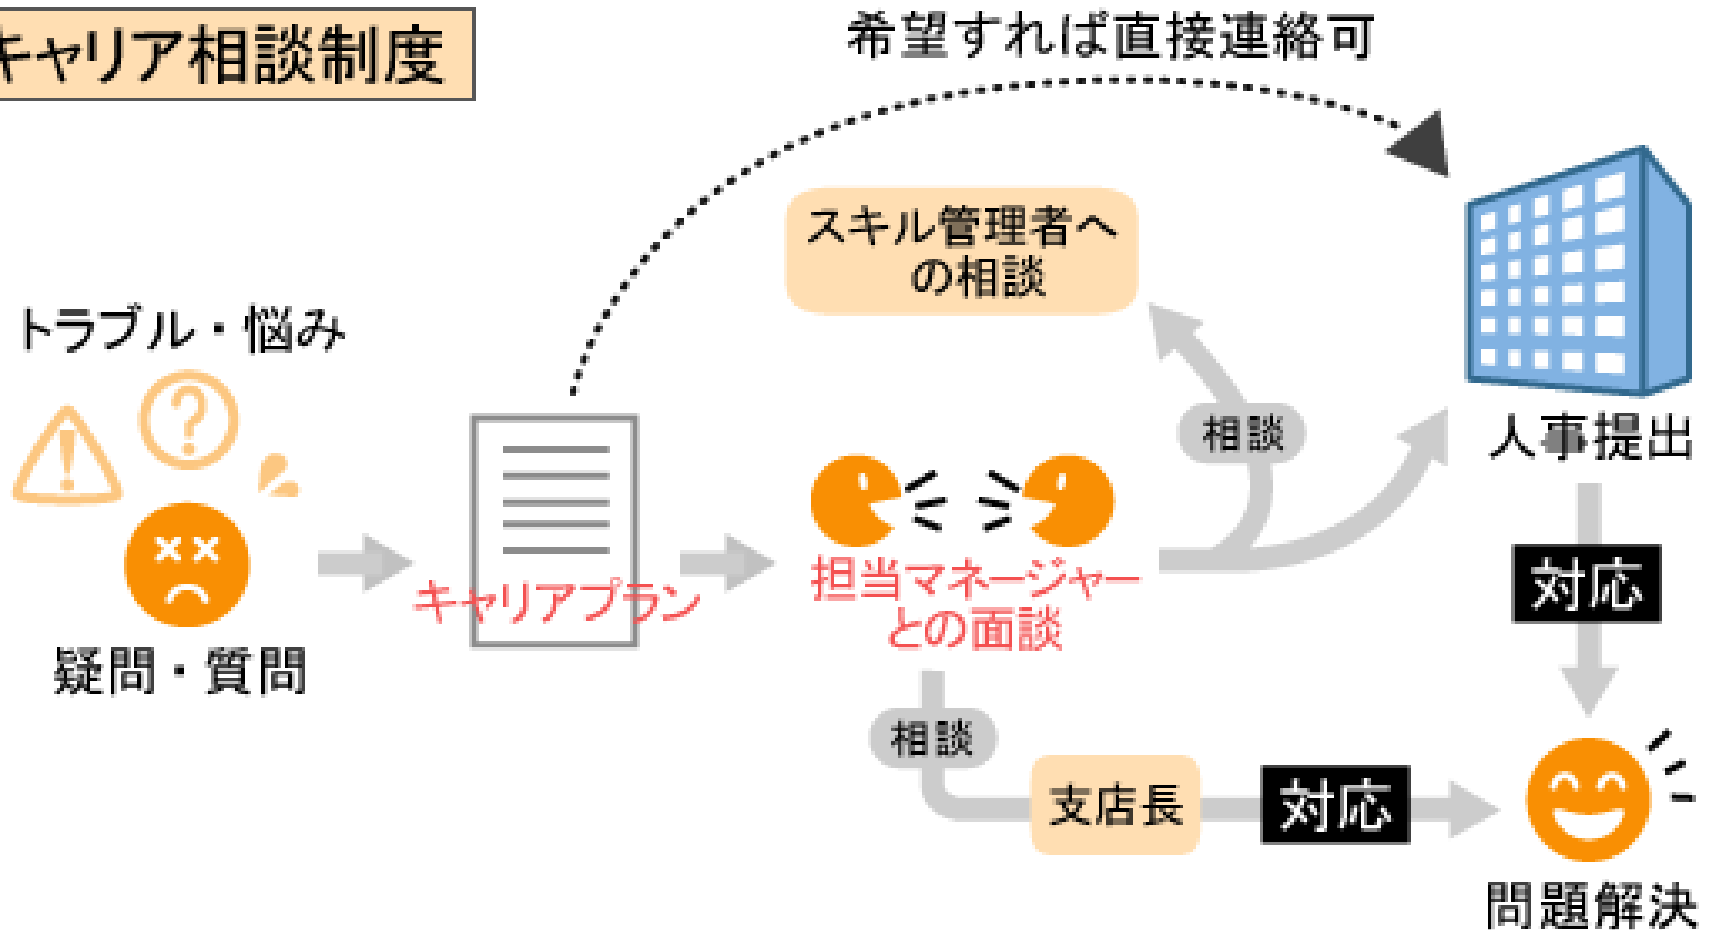 キャリア相談制度
希望すれば直接連絡可
スキル管理者へ
の相談
トラブル・悩み
相談
人事提出
キャリアプラン
担当マネージャー
との面談
対応
疑問・質問
相談
支店長
対応
問題解決